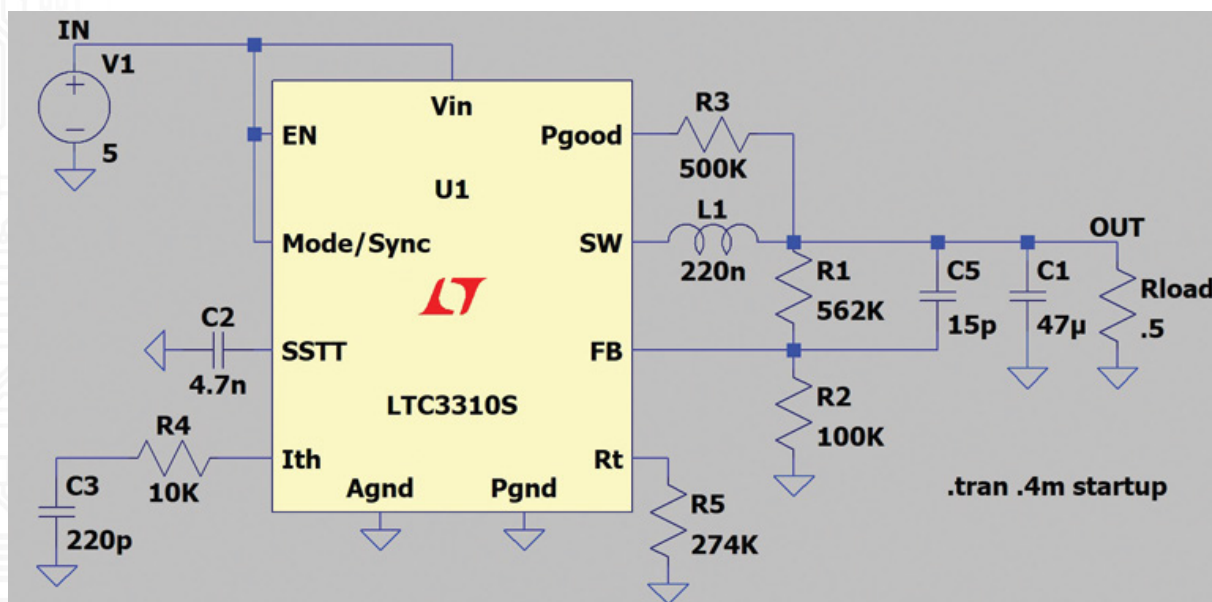 IN
V1
+
−
5
Vin
EN
Pgood
R3
500K
U1
Mode/Sync
SW
L1
220n
OUT
R1
562K
C5
15p
C1
47µ
Rload
.5
C2
4.7n
SSTT
FB
LTC3310S
R2
100K
R4
10K
Ith
Rt
C3
220p
Agnd
Pgnd
R5
274K
.tran .4m startup